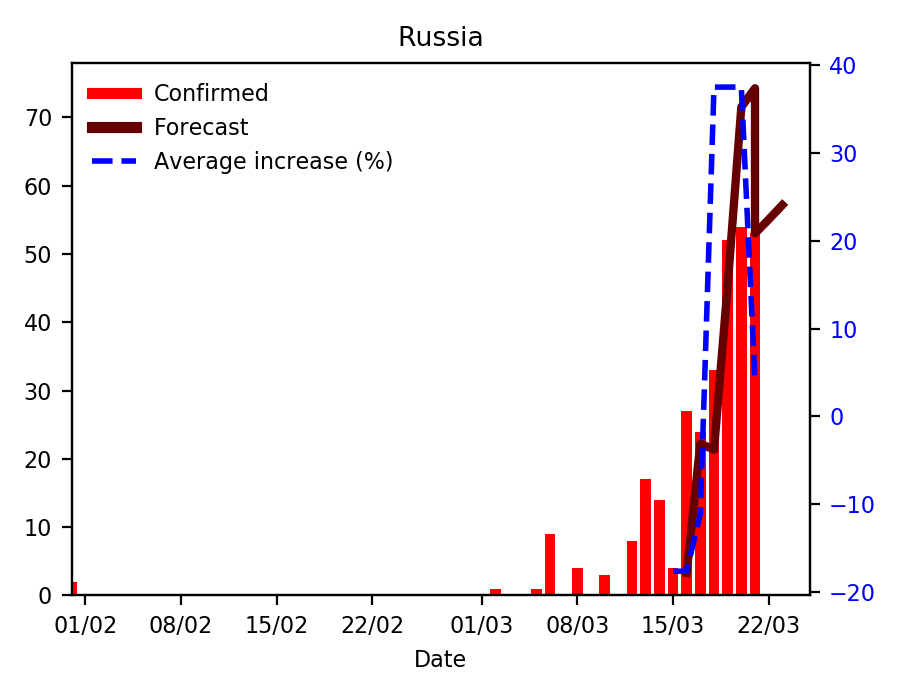 Russia
Confirmed
Forecast
Average increase (%)
70
60
50
40
30
20
10
0
40
30
20
10
0
−10
−20
01/02 08/02 15/02 22/02 01/03 08/03 15/03 22/03
Date